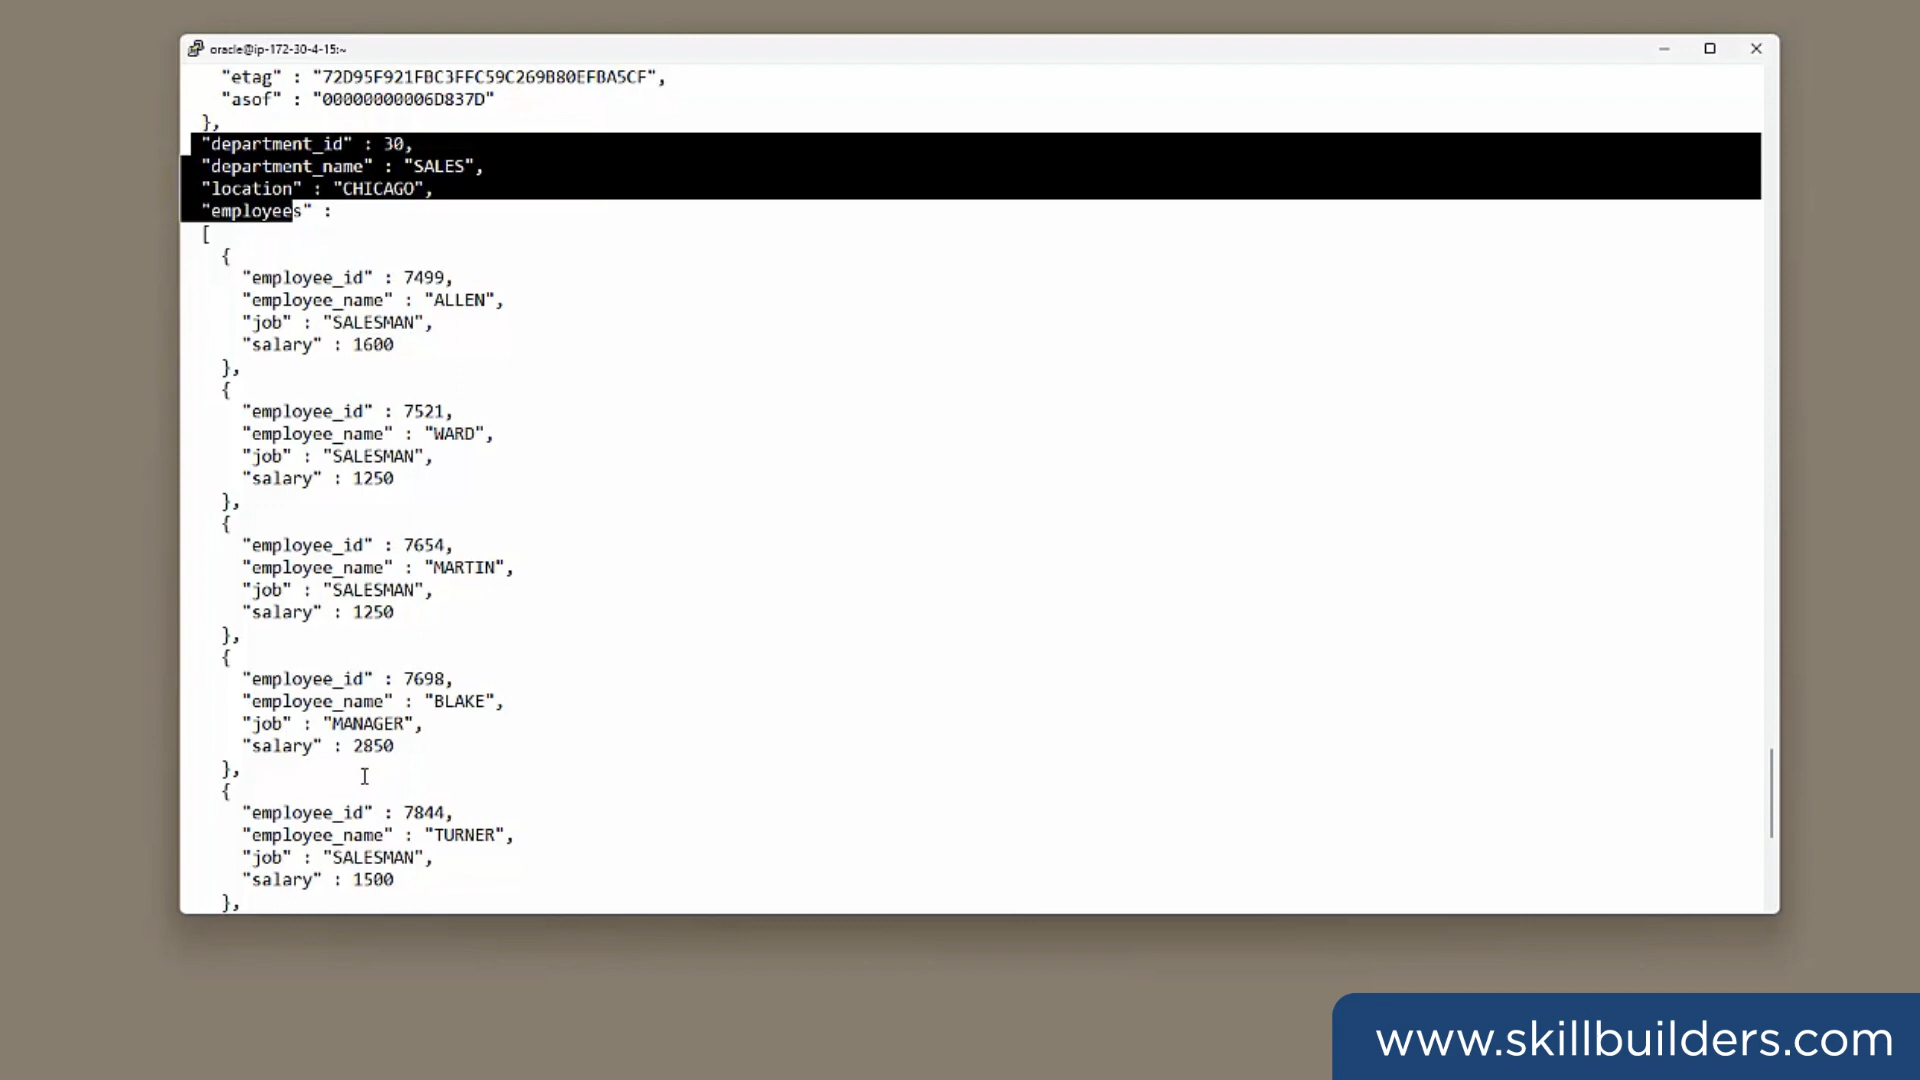 oracle@ip-172-30-4-15:~
"etag" : "72D95F921FBC3FFC59C269B80EFBA5CF",
"asof" : "00000000006D837D"
},
"department_id" : 30,
"department_name" : "SALES",
"location" : "CHICAGO",
"employees" :
[
{
"employee_id" : 7499,
"employee_name" : "ALLEN",
"job" : "SALESMAN",
"salary" : 1600
},
{
"employee_id" : 7521,
"employee_name" : "WARD",
"job" : "SALESMAN",
"salary" : 1250
},
{
"employee_id" : 7654,
"employee_name" : "MARTIN",
"job" : "SALESMAN",
"salary" : 1250
},
{
"employee_id" : 7698,
"employee_name" : "BLAKE",
"job" : "MANAGER",
"salary" : 2850
},
{
"employee_id" : 7844,
"employee_name" : "TURNER",
"job" : "SALESMAN",
"salary" : 1500
},
www.skillbuilders.com